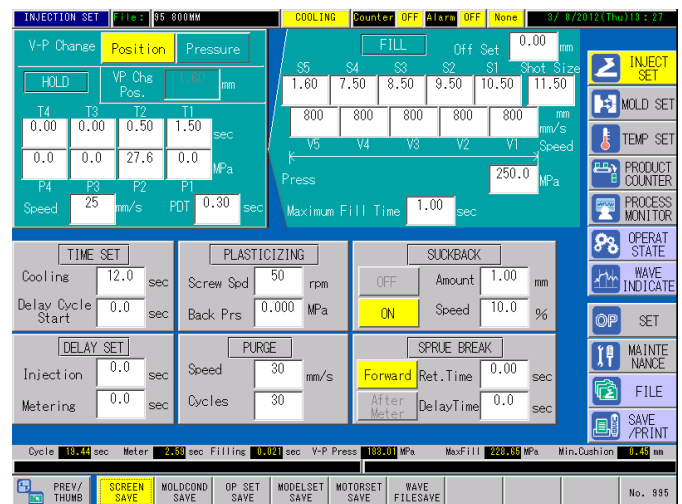 INJECTION SET File: 95 800MM COOLING Counter OFF Alarm OFF None 3/ 8/2012(Thu)13:27
V-P Change Position Pressure
HOLD VP Chg Pos. 1.60 mm
T4 T3 T2 T1
0.00 0.00 0.50 1.50 sec
0.0 0.0 27.6 0.0 MPa
P4 P3 P2 P1
Speed 25 mm/s PDT 0.30 sec
FILL Off Set 0.00 mm
S5 S4 S3 S2 S1 Shot Size
1.60 7.50 8.50 9.50 10.50 11.50
mm
800 800 800 800 800 mm/s
V5 V4 V3 V2 V1 Speed
Press 250.0 MPa
Maximum Fill Time 1.00 sec
TIME SET
Cooling 12.0 sec
Delay Cycle Start 0.0 sec
PLASTICIZING
Screw Spd 50 rpm
Back Prs 0.000 MPa
SUCKBACK
OFF Amount 1.00 mm
ON Speed 10.0 %
DELAY SET
Injection 0.0 sec
Metering 0.0 sec
PURGE
Speed 30 mm/s
Cycles 30
SPRUE BREAK
Forward Ret.Time 0.00 sec
After Meter DelayTime 0.0 sec
INJECT SET
MOLD SET
TEMP SET
PRODUCT COUNTER
PROCESS MONITOR
OPERAT STATE
WAVE INDICATE
OP SET
MAINTE NANCE
FILE
SAVE /PRINT
Cycle 19.44 sec Meter 2.59 sec Filling 0.021 sec V-P Press 183.01 MPa MaxFill 228.65 MPa Min.Cushion 0.45 mm
PREV/ THUMB SCREEN SAVE MOLDCOND SAVE OP SET SAVE MODELSET SAVE MOTORSET SAVE WAVE FILESAVE No. 995